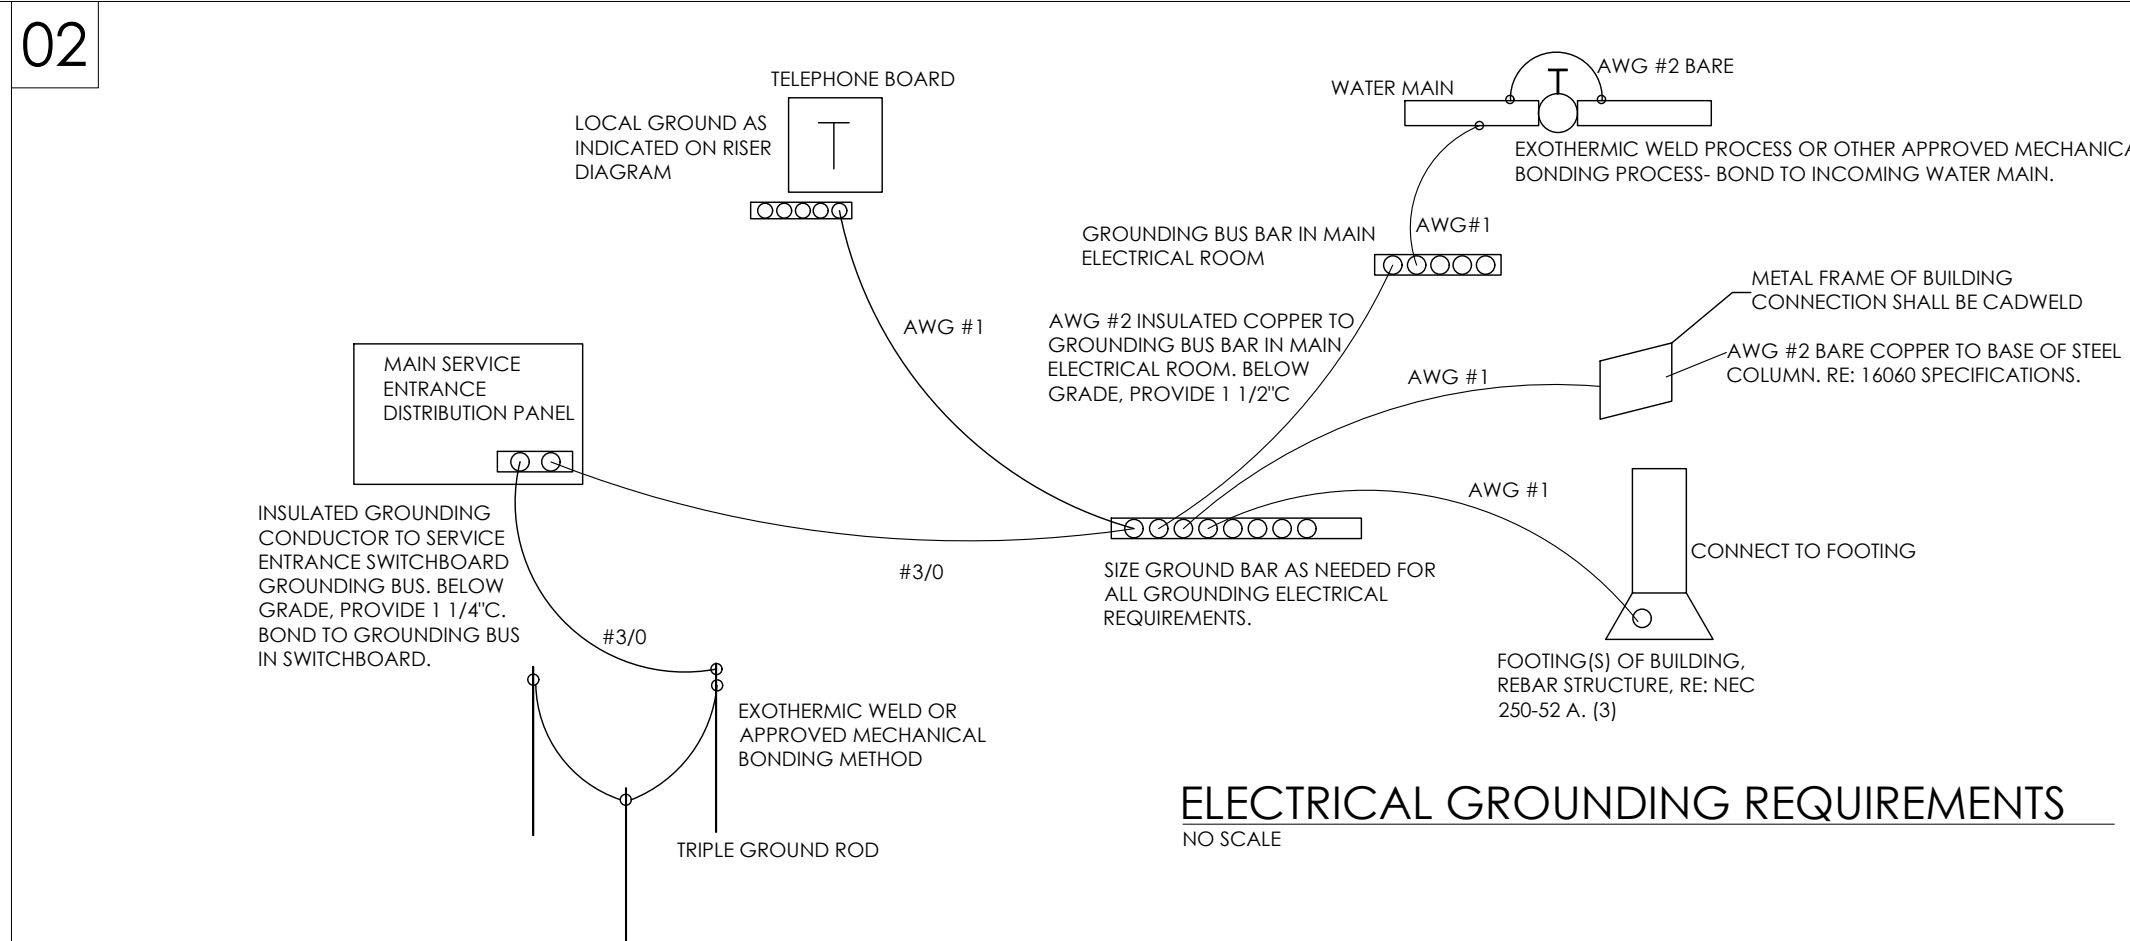 02
TELEPHONE BOARD
LOCAL GROUND AS
INDICATED ON RISER
DIAGRAM
T
WATER MAIN
T
AWG #2 BARE
EXOTHERMIC WELD PROCESS OR OTHER APPROVED MECHANICA
BONDING PROCESS- BOND TO INCOMING WATER MAIN.
AWG#1
GROUNDING BUS BAR IN MAIN
ELECTRICAL ROOM
METAL FRAME OF BUILDING
CONNECTION SHALL BE CADWELD
AWG #1
AWG #2 INSULATED COPPER TO
GROUNDING BUS BAR IN MAIN
ELECTRICAL ROOM. BELOW
GRADE, PROVIDE 1 1/2"C
AWG #2 BARE COPPER TO BASE OF STEEL
COLUMN. RE: 16060 SPECIFICATIONS.
AWG #1
MAIN SERVICE
ENTRANCE
DISTRIBUTION PANEL
AWG #1
INSULATED GROUNDING
CONDUCTOR TO SERVICE
ENTRANCE SWITCHBOARD
GROUNDING BUS. BELOW
GRADE, PROVIDE 1 1/4"C.
BOND TO GROUNDING BUS
IN SWITCHBOARD.
#3/0
SIZE GROUND BAR AS NEEDED FOR
ALL GROUNDING ELECTRICAL
REQUIREMENTS.
CONNECT TO FOOTING
#3/0
FOOTING(S) OF BUILDING,
REBAR STRUCTURE, RE: NEC
250-52 A. (3)
EXOTHERMIC WELD OR
APPROVED MECHANICAL
BONDING METHOD
TRIPLE GROUND ROD
ELECTRICAL GROUNDING REQUIREMENTS
NO SCALE